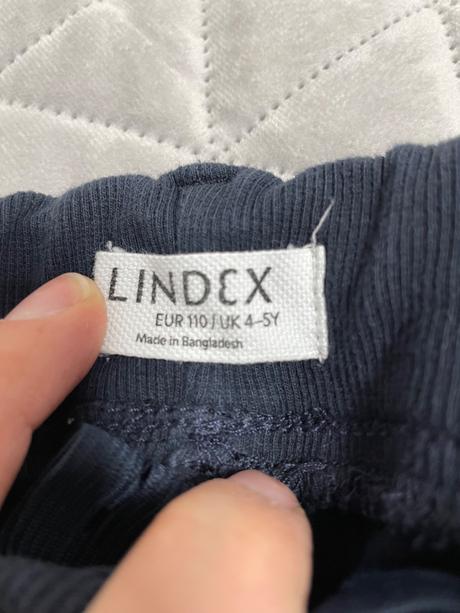 LINDEX
EUR 110 / UK 4-5Y
Made in Bangladesh